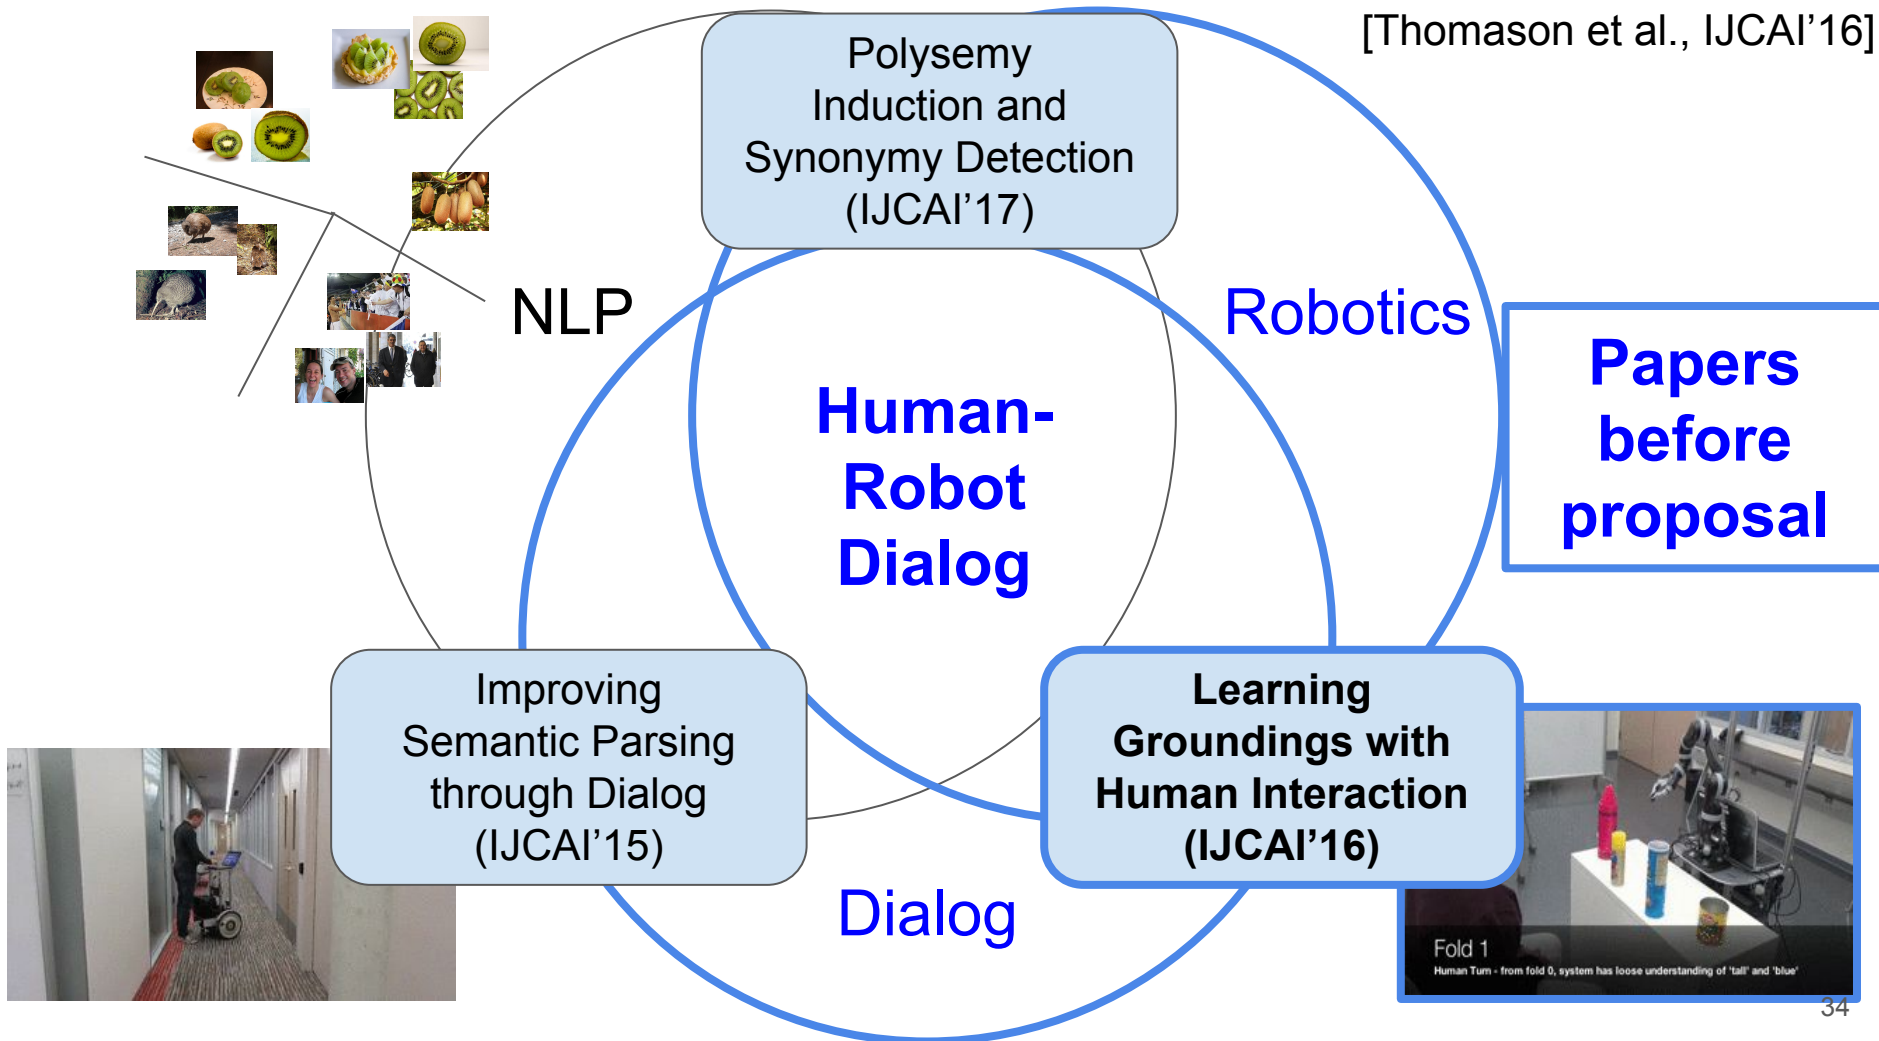 [Thomason et al., IJCAI’16]
Polysemy
Induction and
Synonymy Detection
(IJCAI’17)
NLP
Robotics
Papers
before
proposal
Human-
Robot
Dialog
Improving
Semantic Parsing
through Dialog
(IJCAI’15)
Learning
Groundings with
Human Interaction
(IJCAI’16)
Dialog
Fold 1
Human Turn - from fold 0, system has loose understanding of 'tall' and 'blue'
34